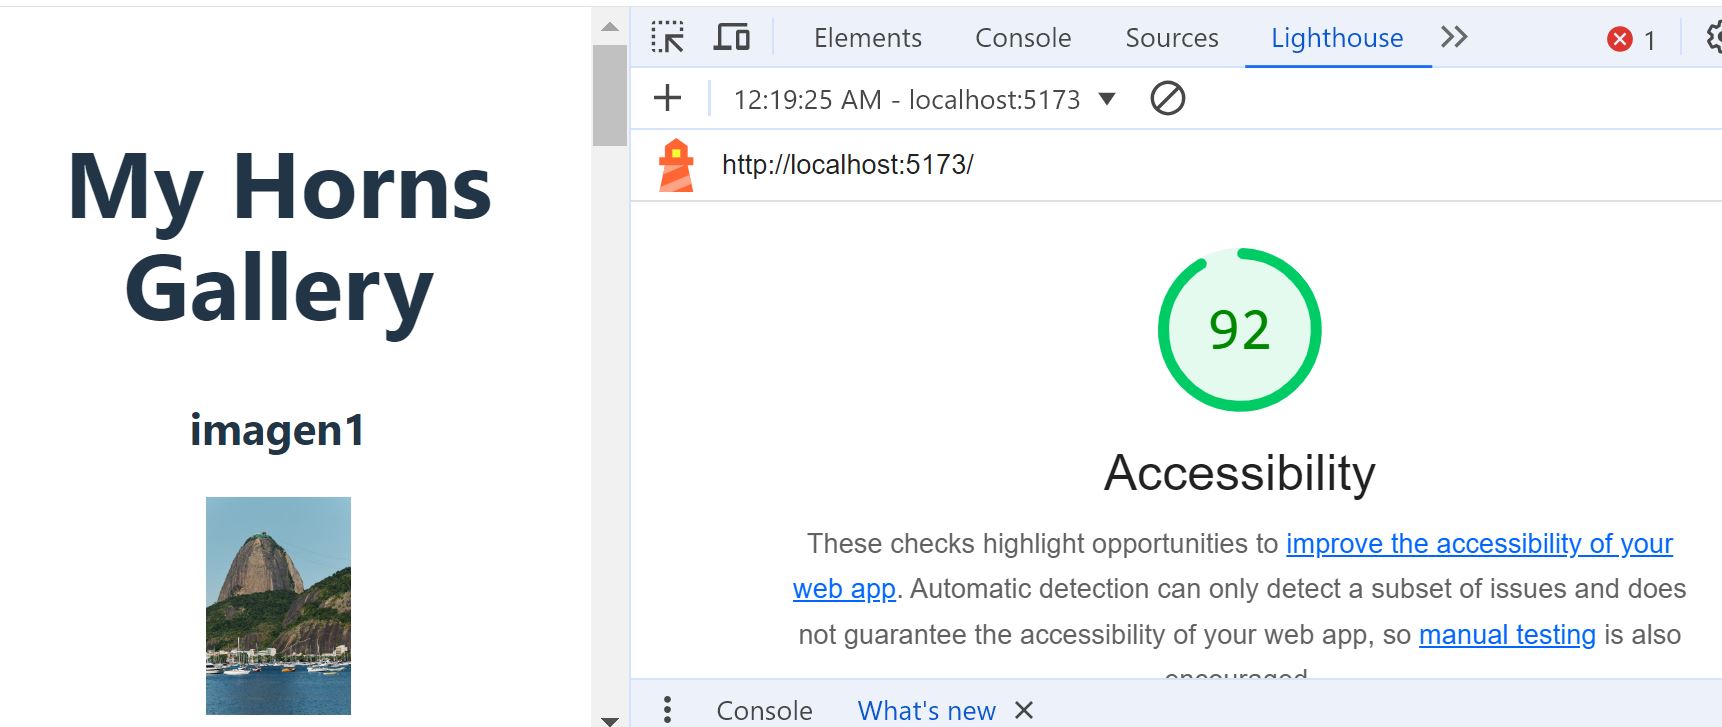 My Horns
Gallery
imagen1
Elements Console Sources Lighthouse 1
12:19:25 AM - localhost:5173
http://localhost:5173/
92
Accessibility
These checks highlight opportunities to improve the accessibility of your
web app. Automatic detection can only detect a subset of issues and does
not guarantee the accessibility of your web app, so manual testing is also
encouraged
Console What's new